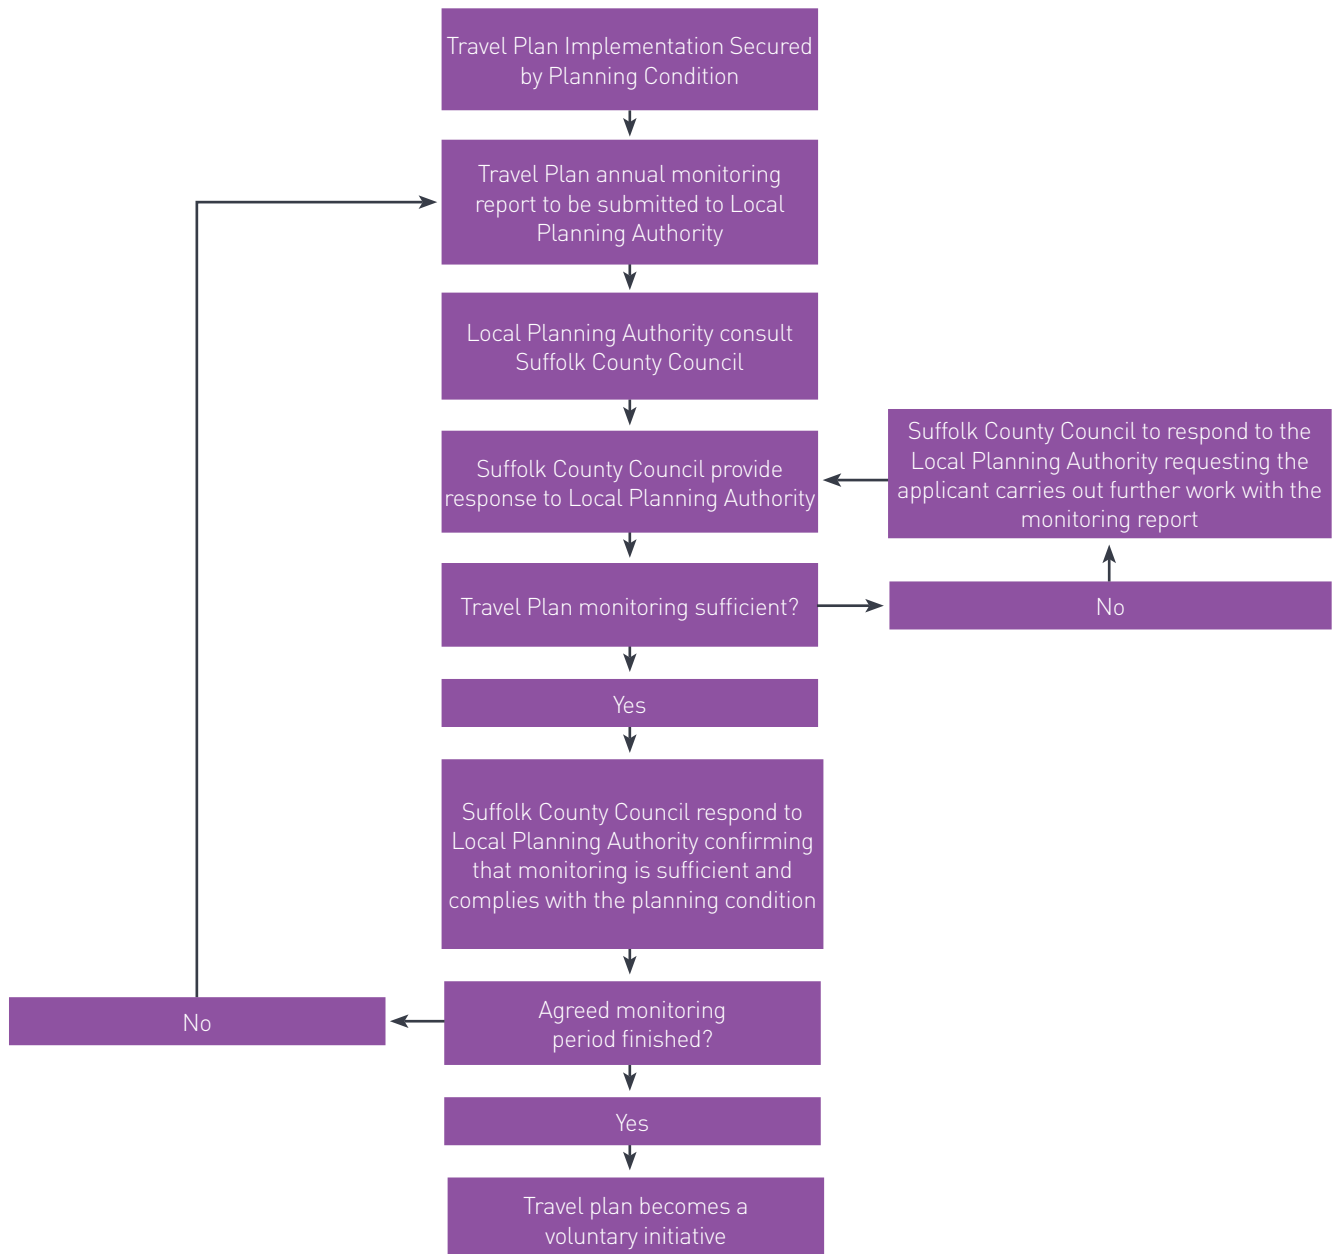 Travel Plan Implementation Secured
by Planning Condition
Travel Plan annual monitoring
report to be submitted to Local
Planning Authority
Local Planning Authority consult
Suffolk County Council
Suffolk County Council provide
response to Local Planning Authority
Suffolk County Council to respond to the
Local Planning Authority requesting the
applicant carries out further work with the
monitoring report
Travel Plan monitoring sufficient?
No
Yes
Suffolk County Council respond to
Local Planning Authority confirming
that monitoring is sufficient and
complies with the planning condition
Agreed monitoring
period finished?
No
Yes
Travel plan becomes a
voluntary initiative